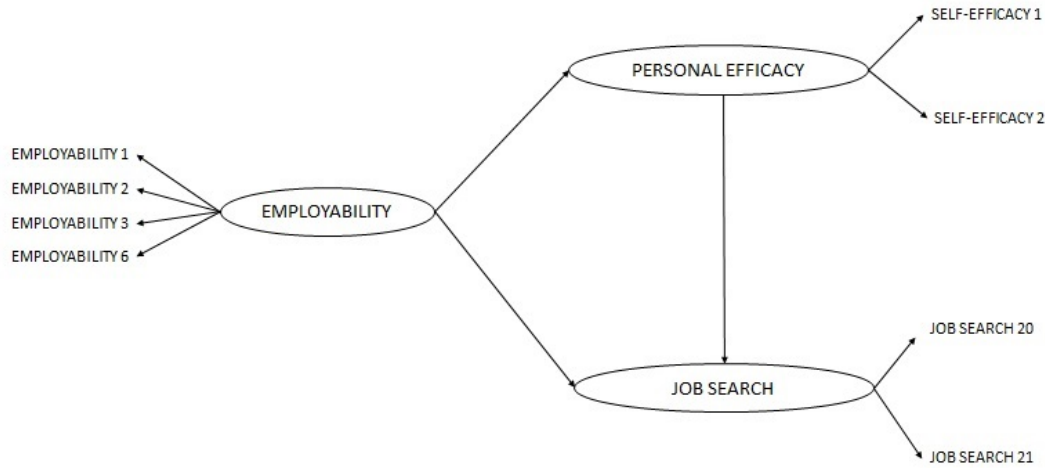 SELF-EFFICACY 1
PERSONAL EFFICACY
SELF-EFFICACY 2
EMPLOYABILITY 1
EMPLOYABILITY 2
EMPLOYABILITY
EMPLOYABILITY 3
EMPLOYABILITY 6
JOB SEARCH 20
JOB SEARCH
JOB SEARCH 21